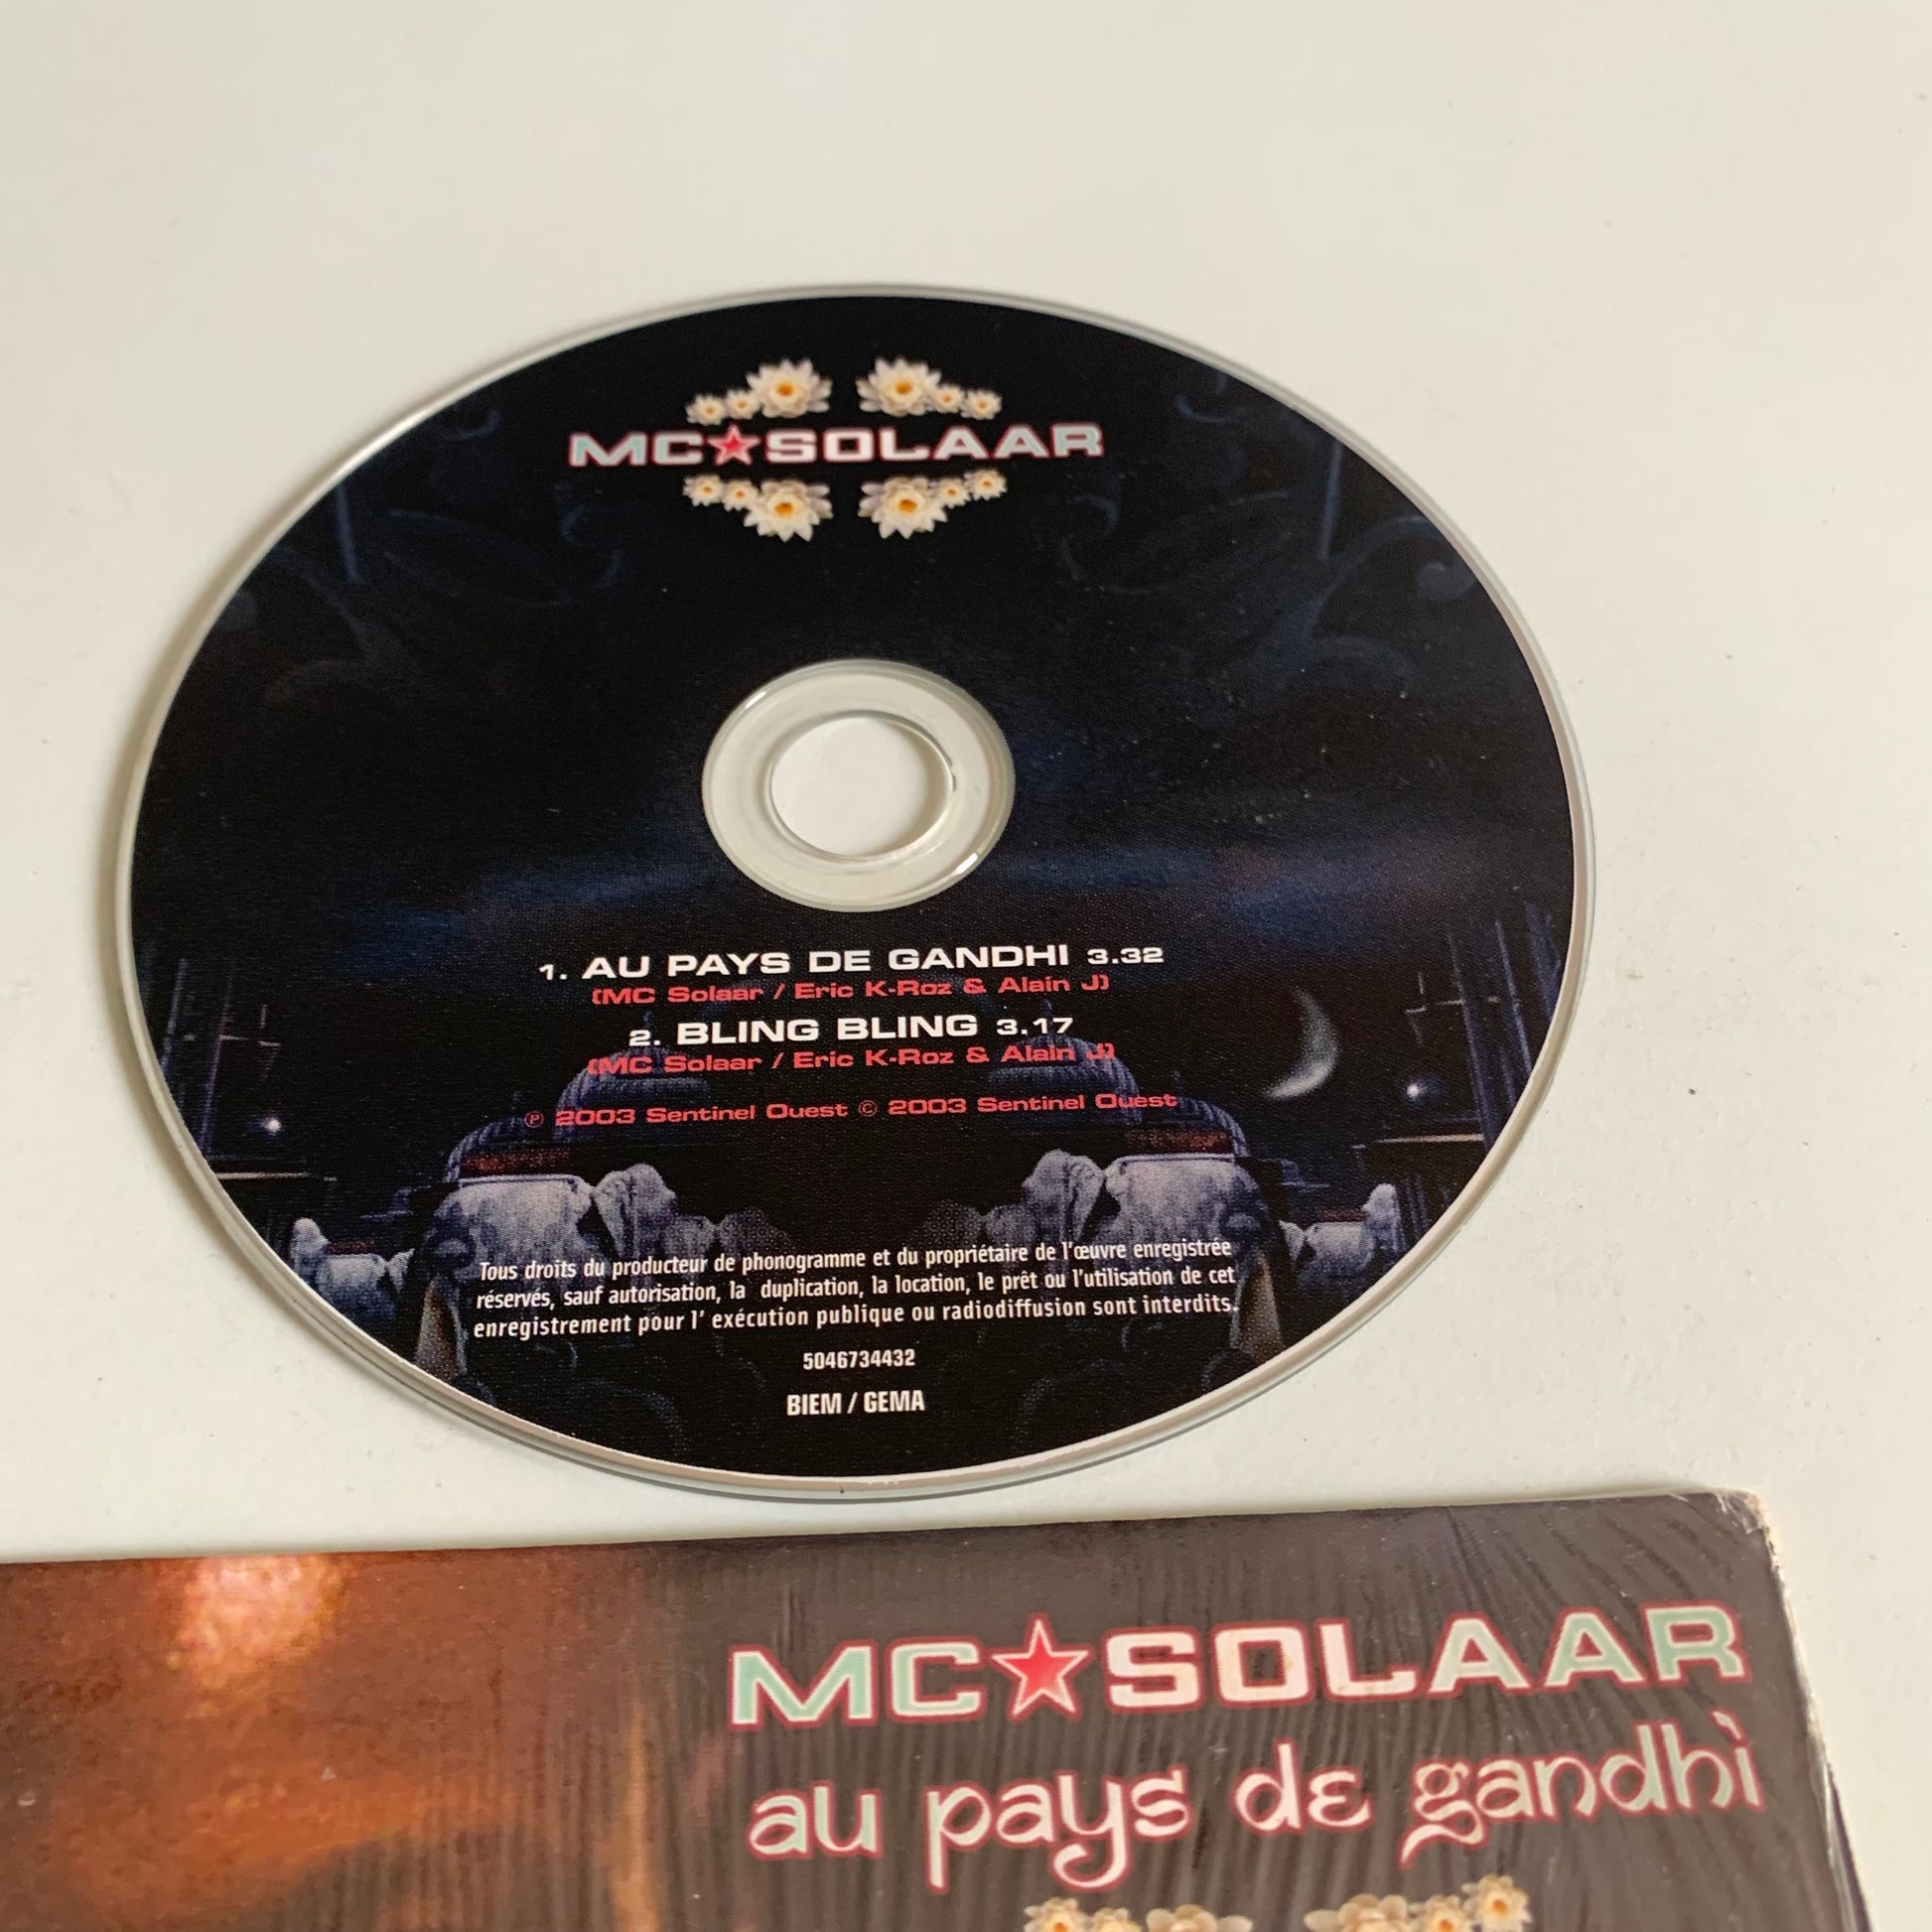 MC★SOLAAR
1. AU PAYS DE GANDHI 3.32
(MC Solaar / Eric K-Roz & Alain J)
2. BLING BLING 3.17
(MC Solaar / Eric K-Roz & Alain J)
℗ 2003 Sentinel Ouest © 2003 Sentinel Ouest
Tous droits du producteur de phonogramme et du propriétaire de l'œuvre enregistrée
réservés, sauf autorisation, la duplication, la location, le prêt ou l'utilisation de cet
enregistrement pour l' exécution publique ou radiodiffusion sont interdits.
5046734432
BIEM / GEMA
MC★SOLAAR
au pays de gandhì